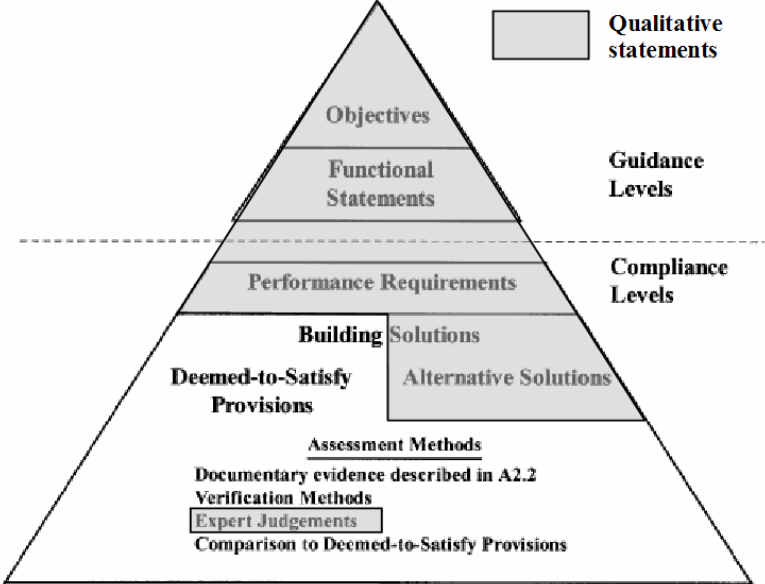 Qualitative
statements
Objectives
Functional
Statements
Guidance
Levels
Performance Requirements
Compliance
Levels
Building Solutions
Deemed-to-Satisfy
Provisions
Alternative Solutions
Assessment Methods
Documentary evidence described in A2.2
Verification Methods
Expert Judgements
Comparison to Deemed-to-Satisfy Provisions